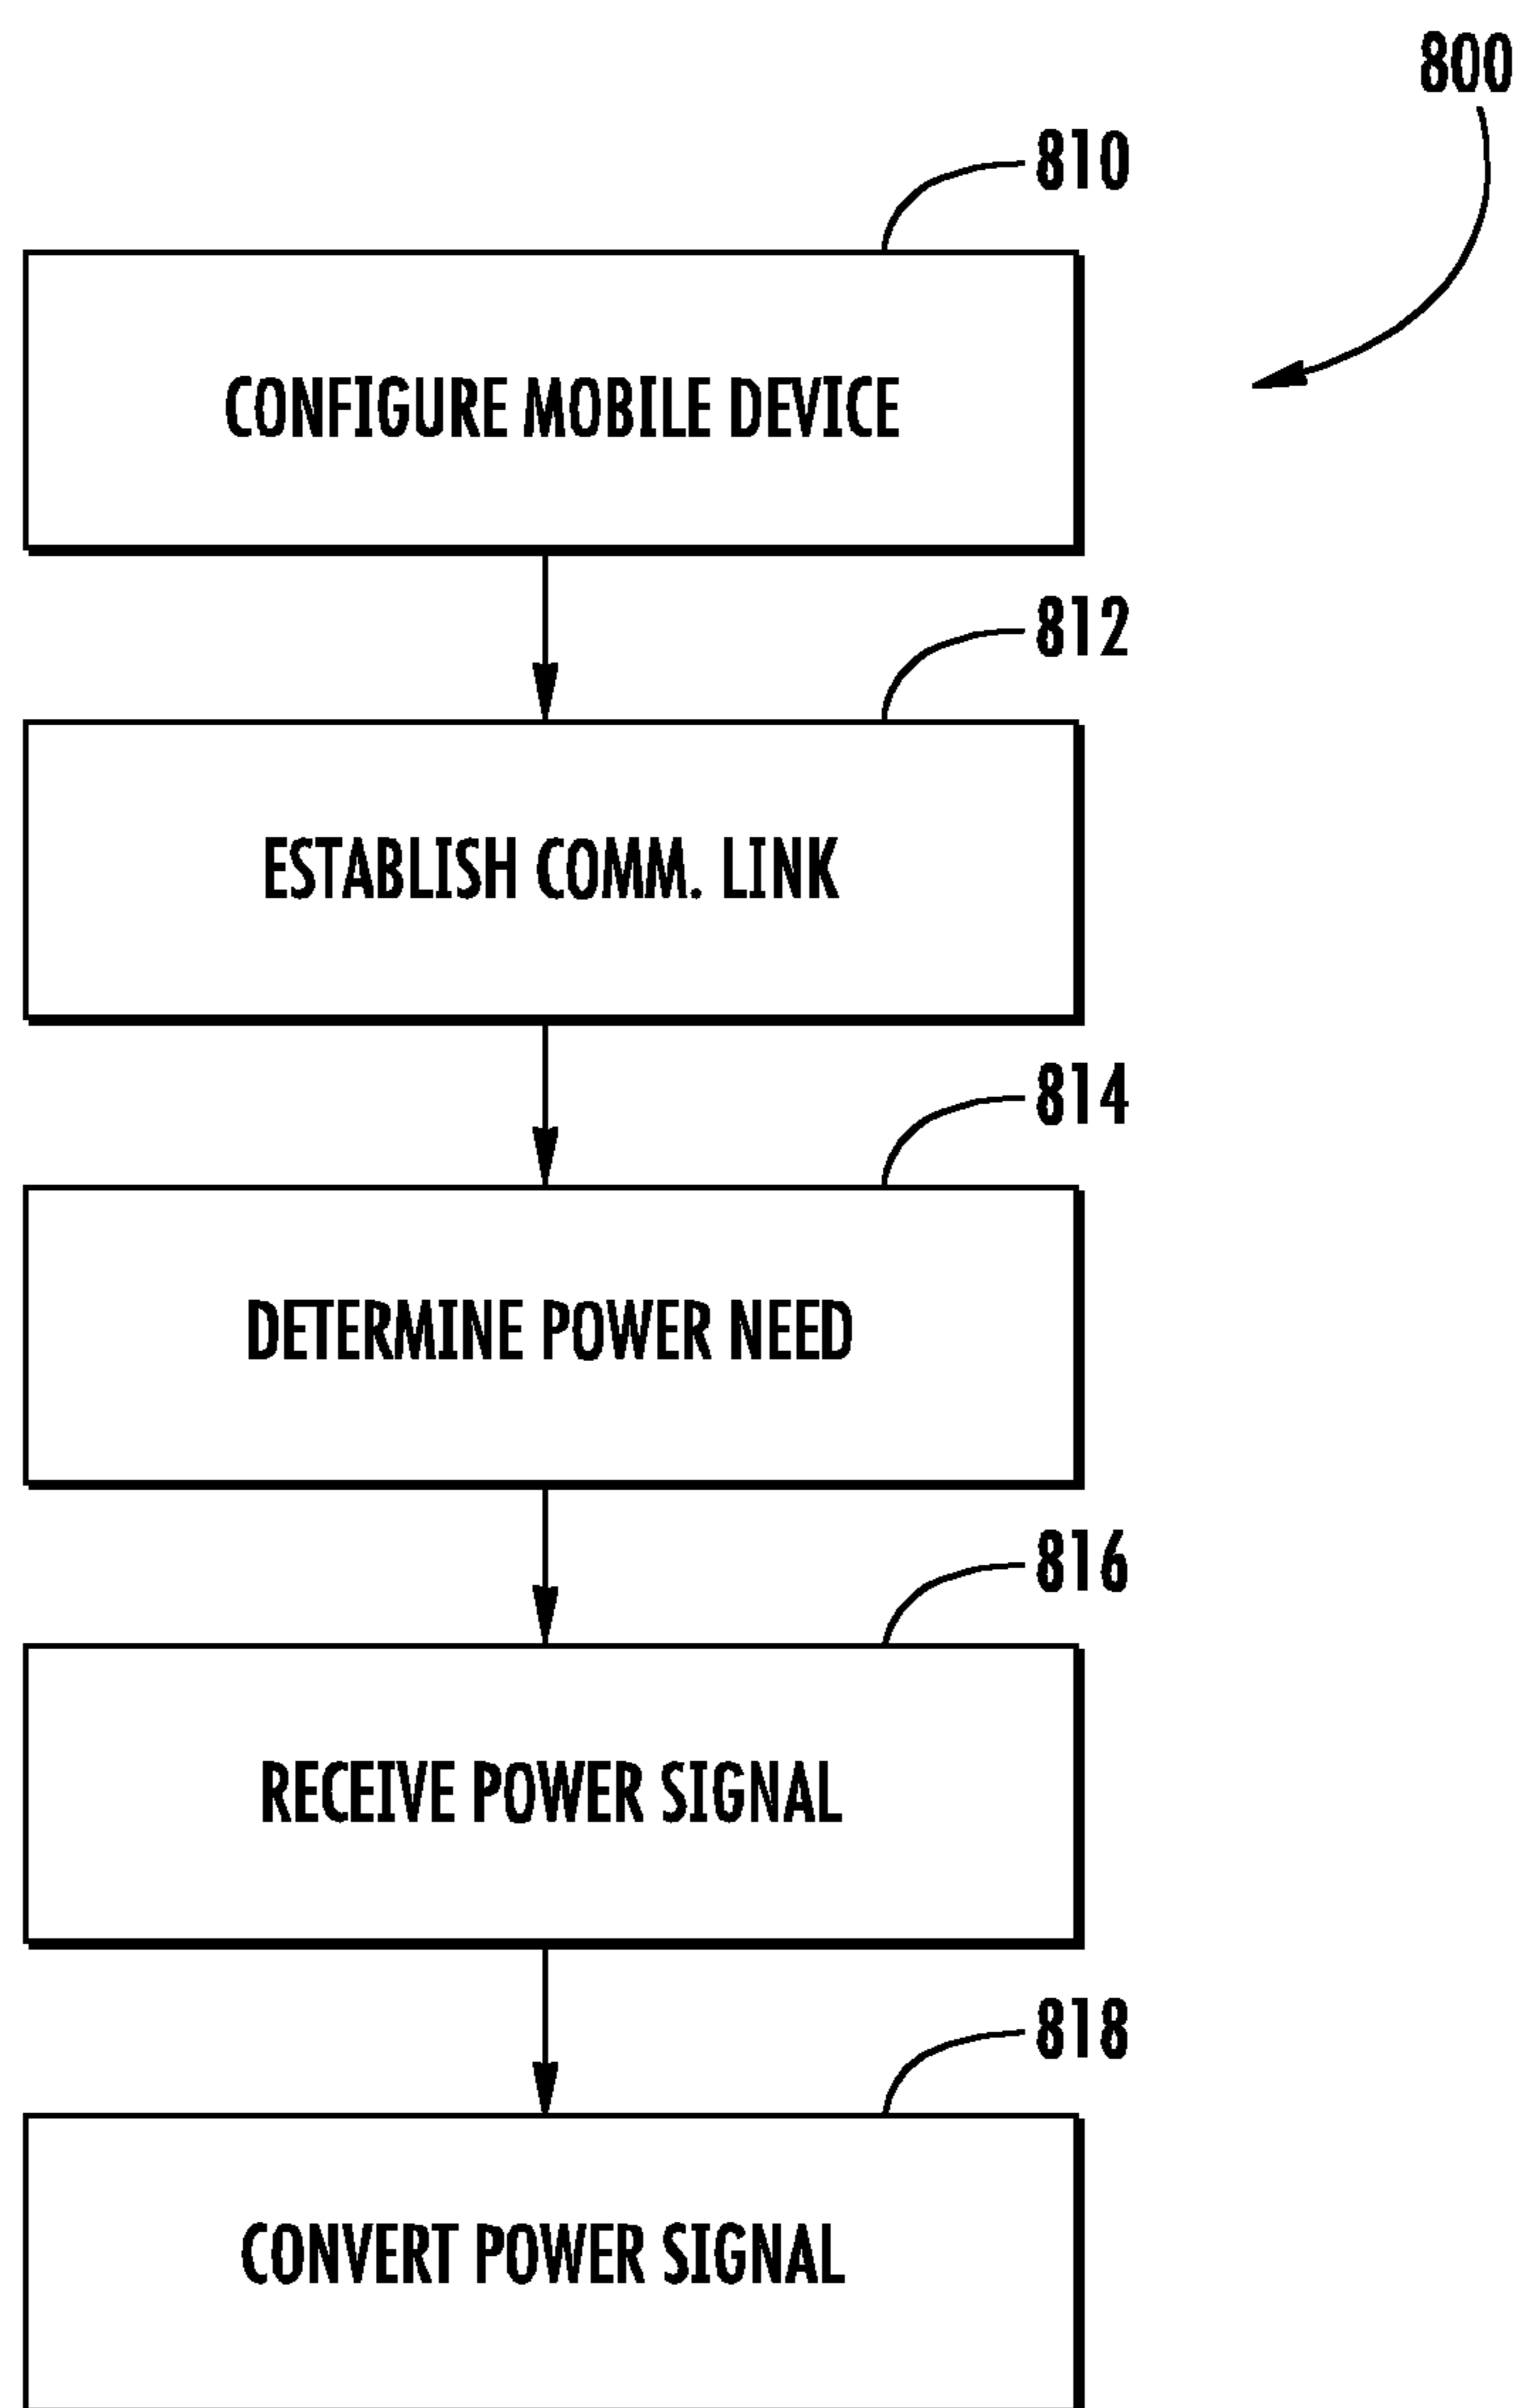 800
810
CONFIGURE MOBILE DEVICE
812
ESTABLISH COMM. LINK
814
DETERMINE POWER NEED
816
RECEIVE POWER SIGNAL
818
CONVERT POWER SIGNAL